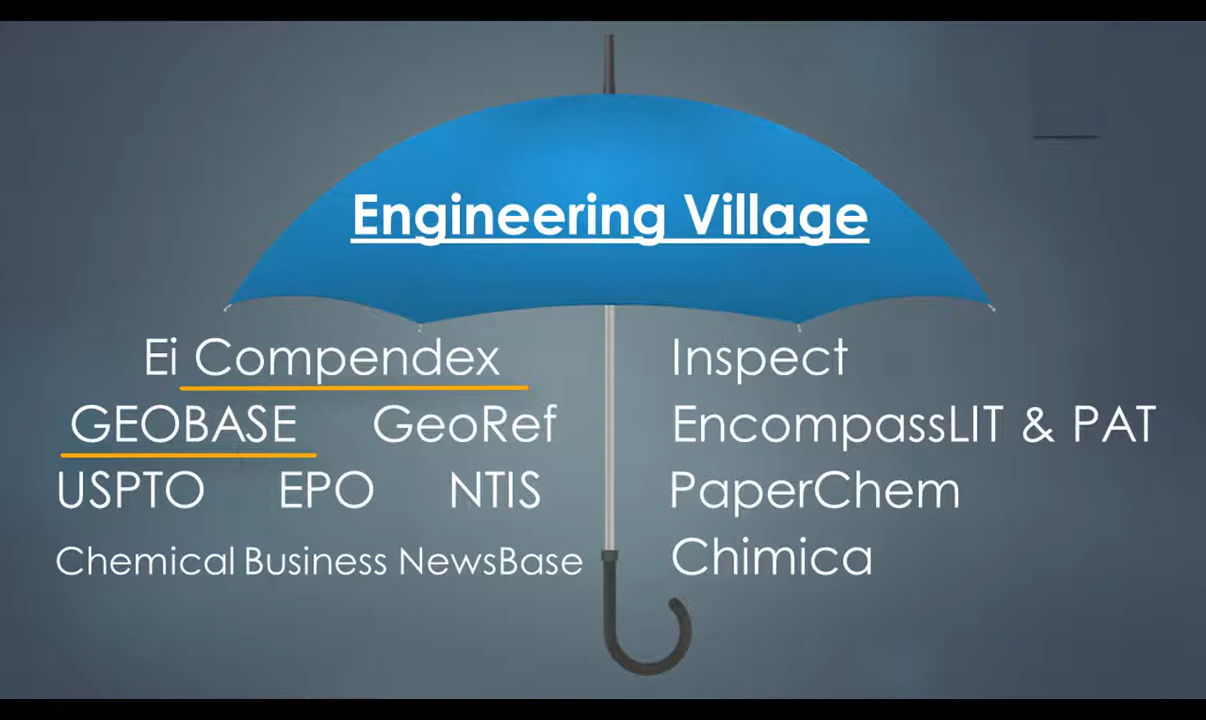 Engineering Village
Ei Compendex
GEOBASE GeoRef
USPTO EPO NTIS
Chemical Business NewsBase
Inspect
EncompassLIT & PAT
PaperChem
Chimica